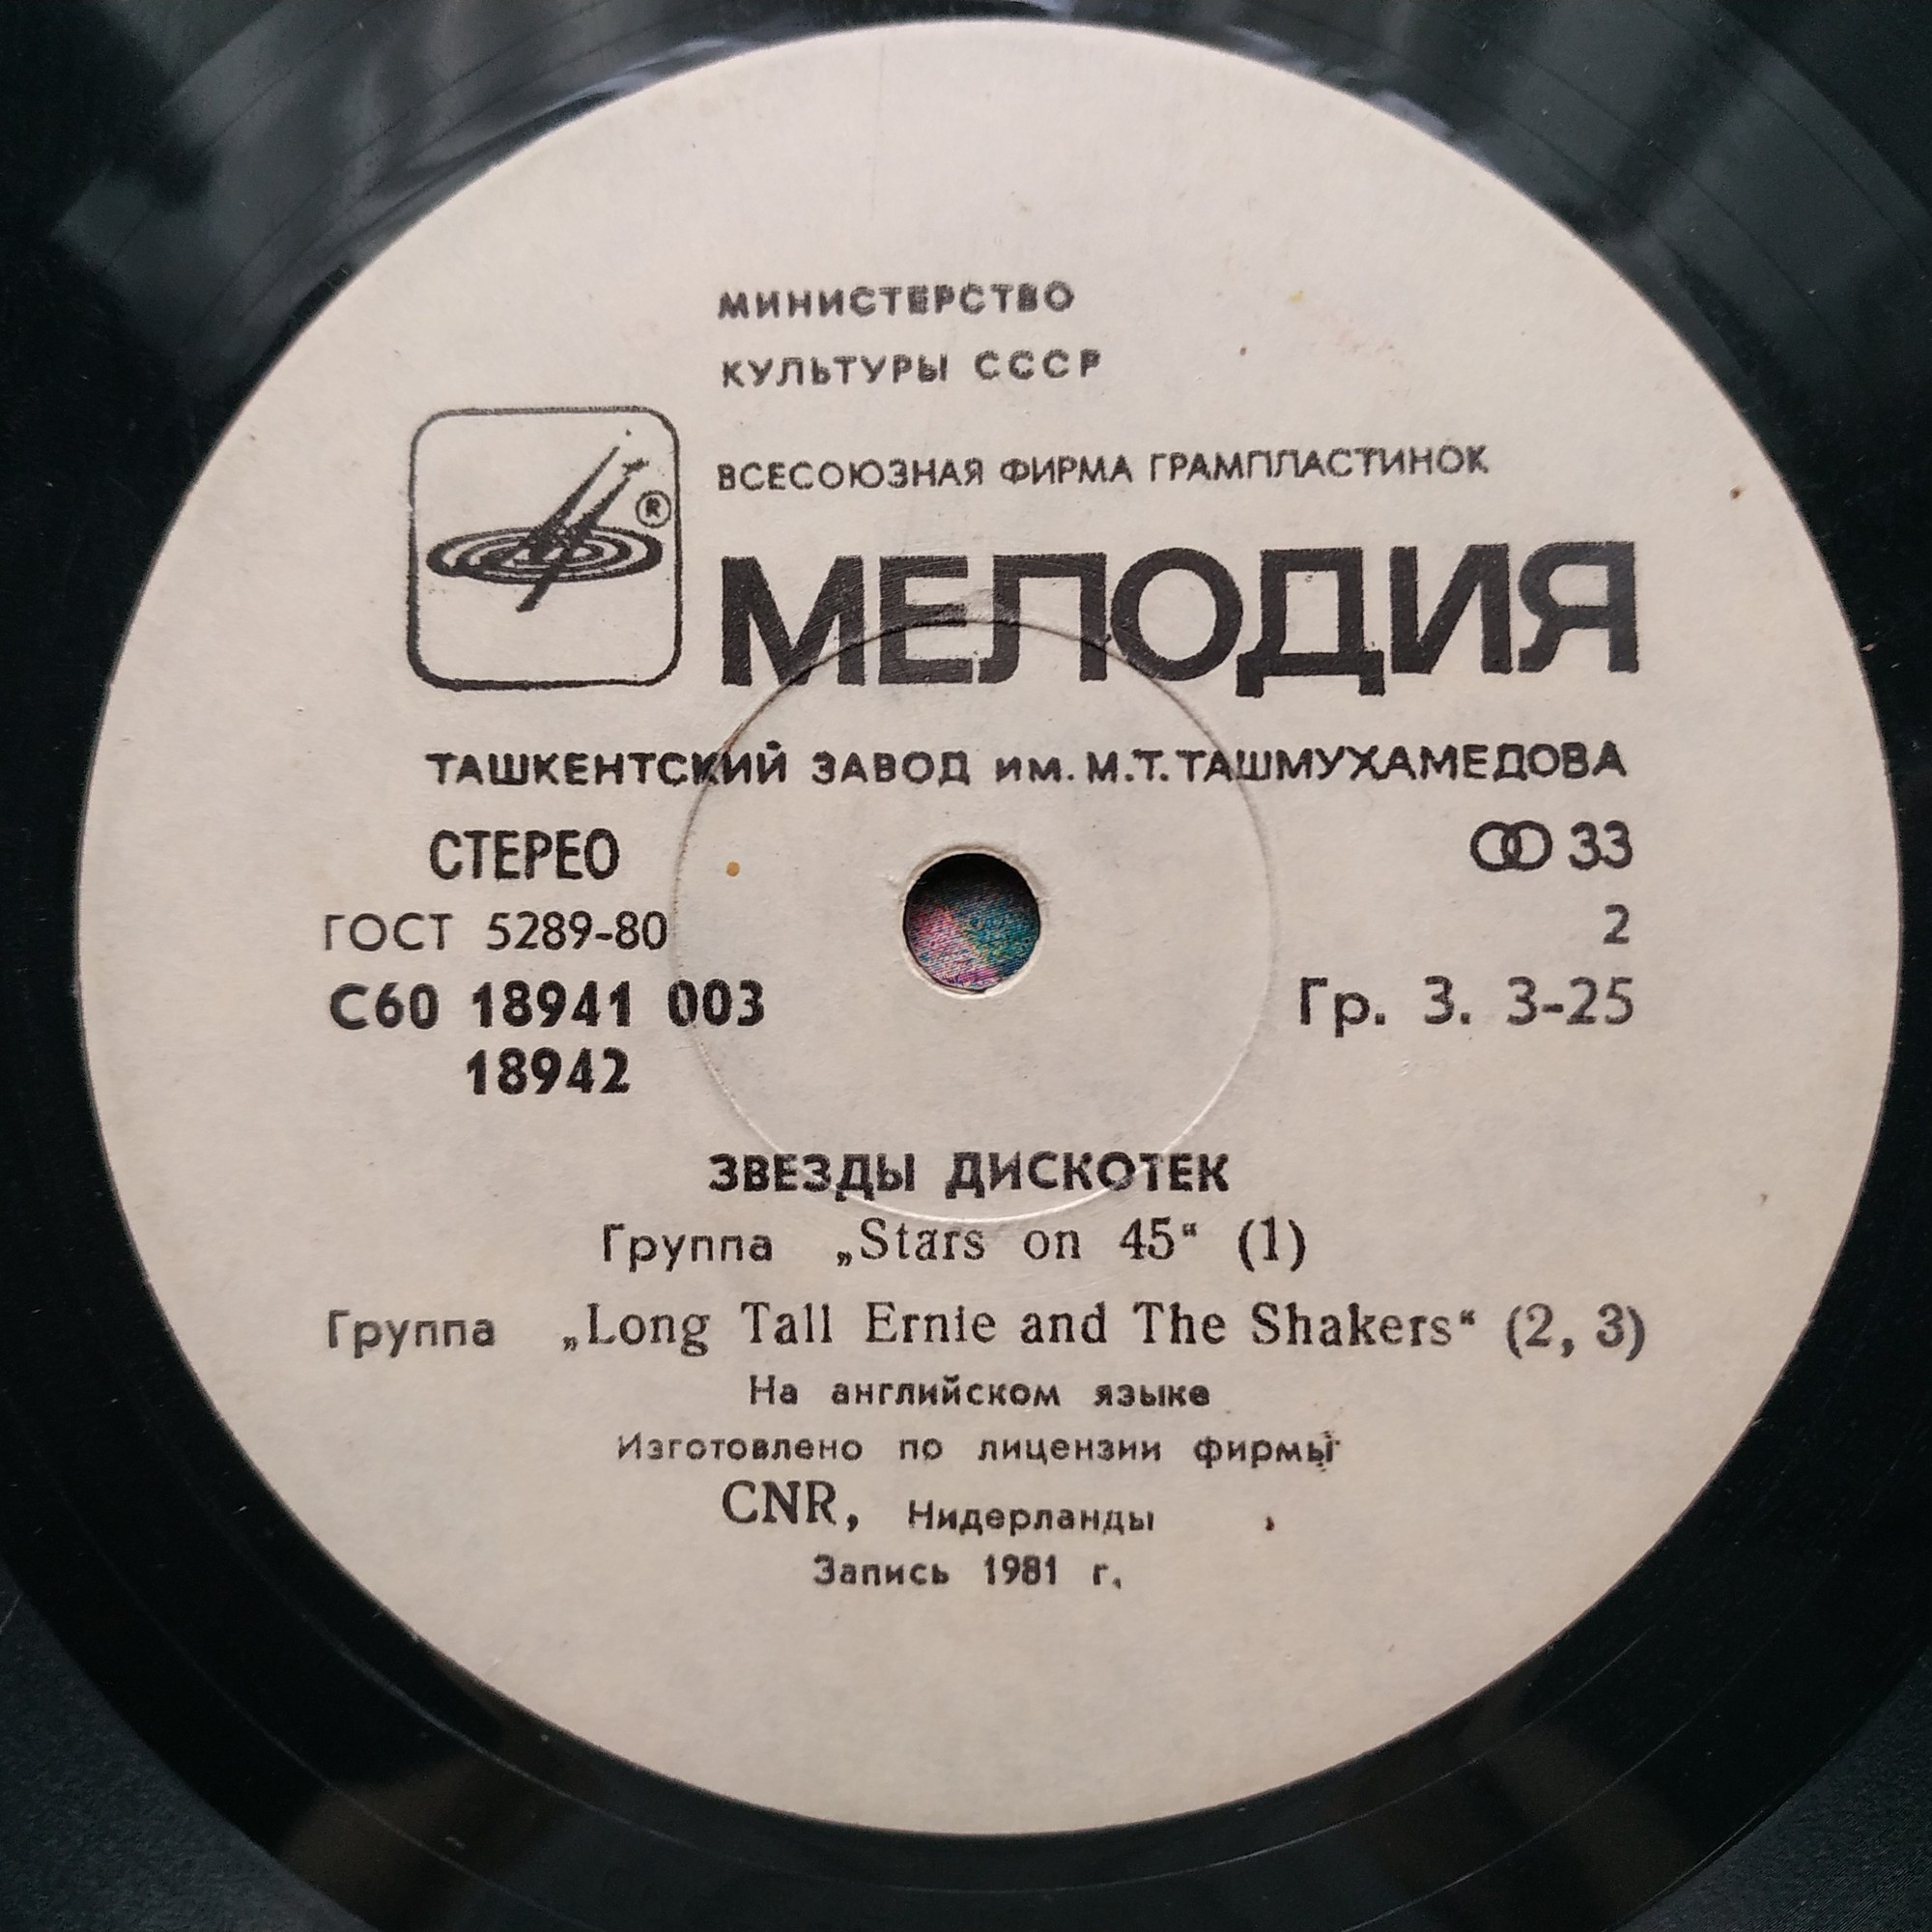 МИНИСТЕРСТВО
КУЛЬТУРЫ СССР
ВСЕСОЮЗНАЯ ФИРМА ГРАМПЛАСТИНОК
®
МЕЛОДИЯ
ТАШКЕНТСКИЙ ЗАВОД им. М.Т. ТАШМУХАМЕДОВА
СТЕРЕО 33
ГОСТ 5289-80 2
С60 18941 003 Гр. 3. 3-25
18942
ЗВЕЗДЫ ДИСКОТЕК
Группа „Stars on 45“ (1)
Группа „Long Tall Ernie and The Shakers“ (2, 3)
На английском языке
Изготовлено по лицензии фирмы
CNR, Нидерланды
Запись 1981 г.